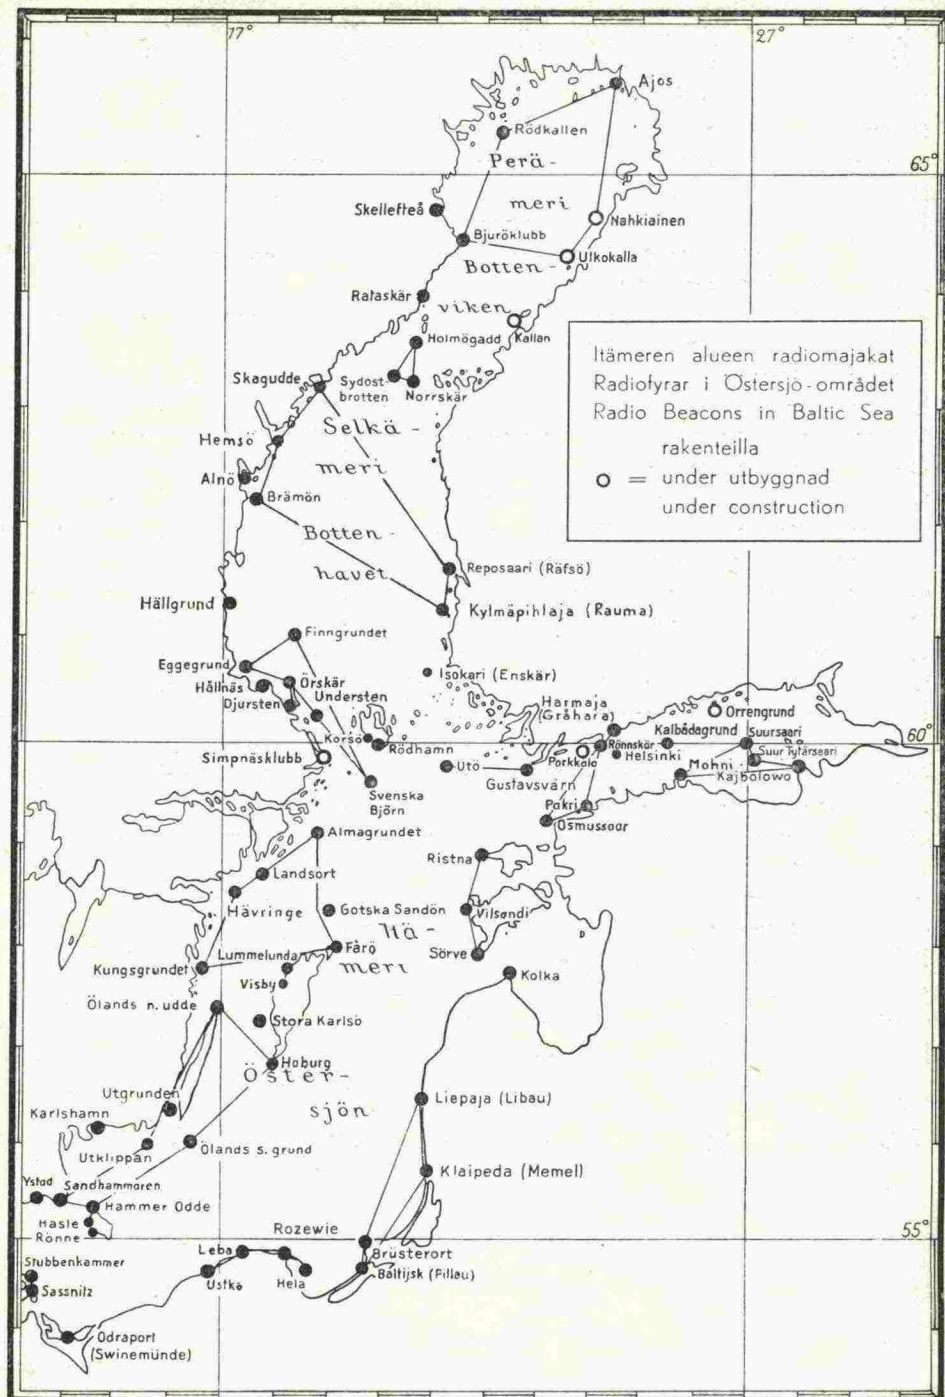 17°
27°
Ajos
Rödkallen
Perä-
65°
meri
Skellefteå
Nahkiainen
Bjuröklubb
Ulkokalla
Botten-
Rataskär
viken
Kallan
Holmögadd
Skagudde
Sydost-
brotten
Norrskär
Itämeren alueen radiomajakat
Radiofyrar i Östersjö-området
Radio Beacons in Baltic Sea
rakenteilla
= under utbyggnad
under construction
Selkä-
Hemsö
meri
Alnö
Brämön
Botten-
havet
Reposaari (Räfsö)
Hällgrund
Kylmäpihlaja (Rauma)
Finngrundet
Eggegrund
Isokari (Enskär)
Örskär
Hållnäs
Understen
Djursten
Harmaja
(Gråhara)
Orrengrund
Korsö
Kalbådagrund
Suursaari
60°
Rödhamn
Rönnskär
Simpnäsklubb
Porkkala
Helsinki
Suur Tytärsaari
Utö
Mohni
Gustavsvärn
Kajbolowo
Svenska
Björn
Pakri
Osmussaar
Almagrundet
Ristna
Landsort
Hävringe
Gotska Sandön
Vilsandi
Itä-
Fårö
Sörve
Lummelunda
meri
Kungsgrundet
Kolka
Visby
Ölands n. udde
Stora Karlsö
Hoburg
Öster-
Utgrunden
sjön
Liepaja (Libau)
Karlshamn
Utklippan
Ölands s. grund
Klaipeda (Memel)
Ystad
Sandhammaren
Hammer Odde
Hasle
Rönne
Rozewie
55°
Leba
Brüsterort
Stubbenkammer
Ustka
Hela
Baltijsk (Pillau)
Sassnitz
Odraport
(Swinemünde)